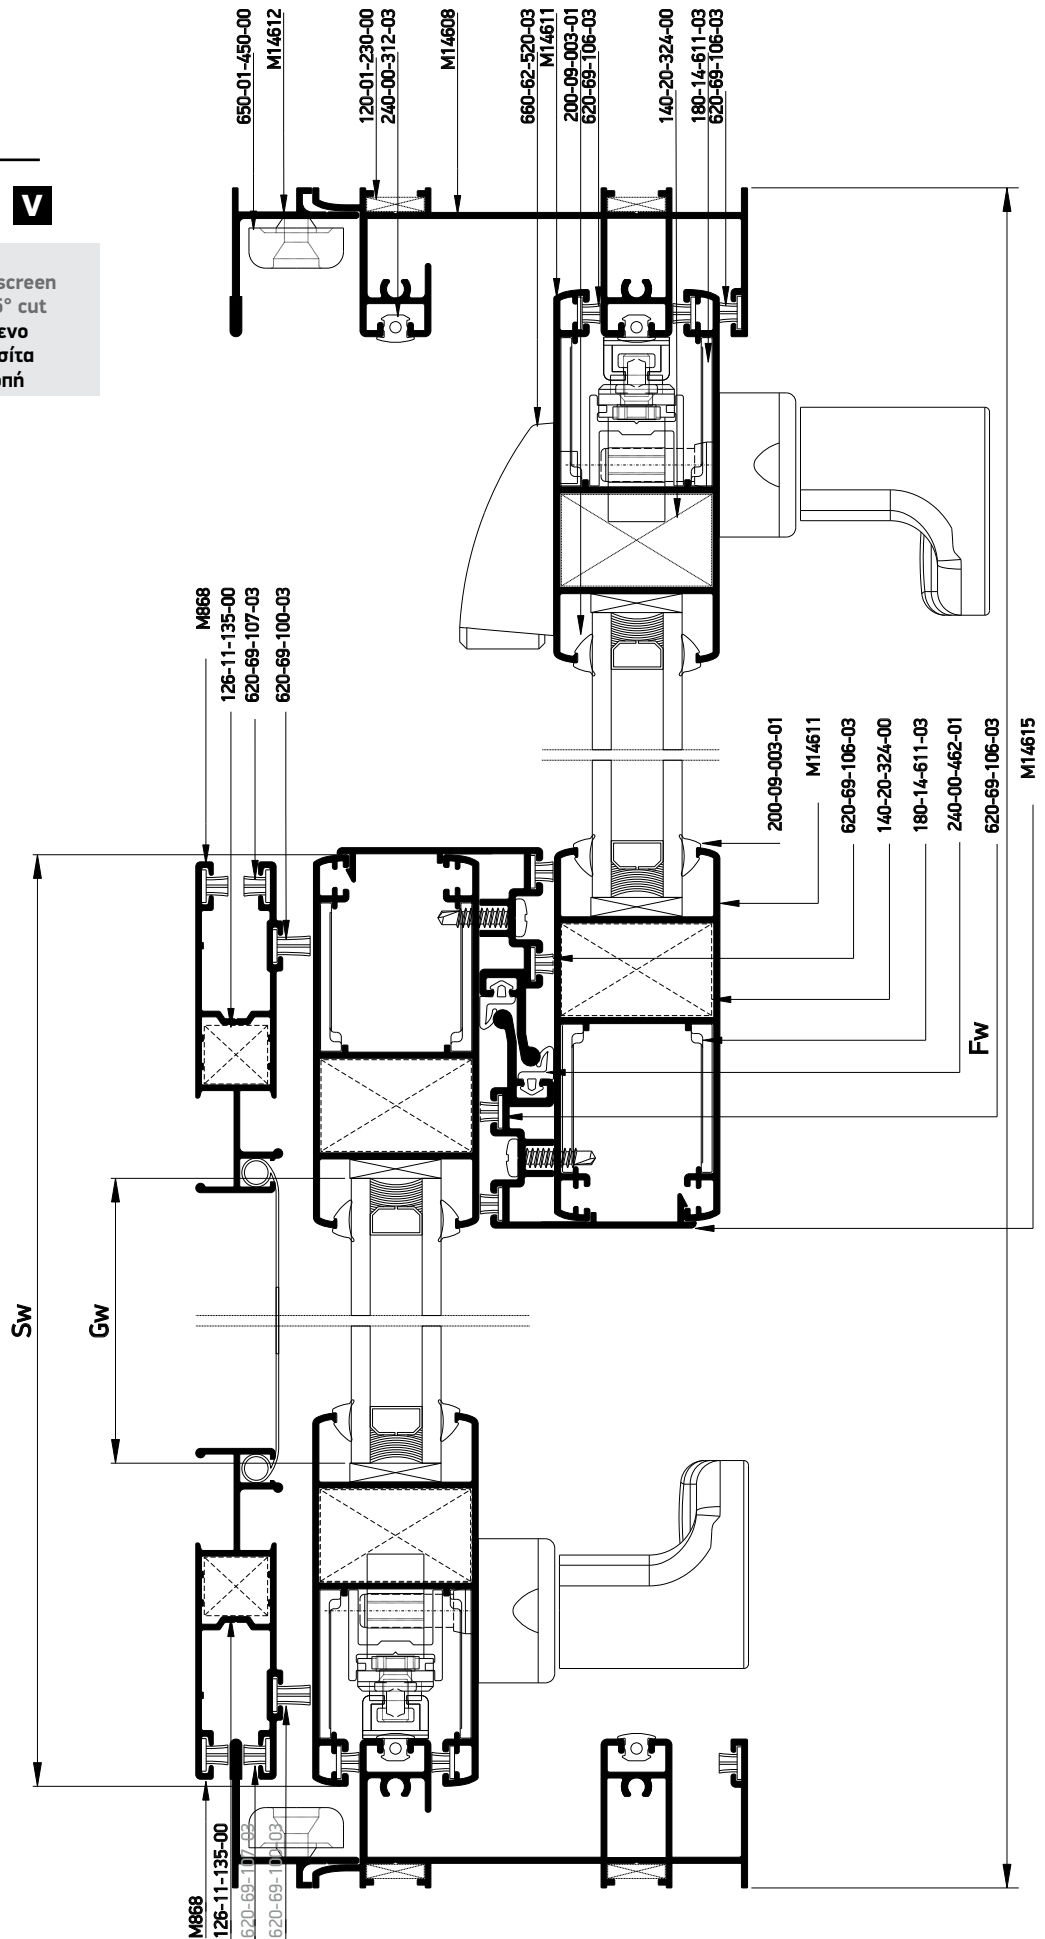 650-01-450-00
M14612
120-01-230-00
240-00-312-03
M14608
660-62-520-03
M14611
200-09-003-01
620-69-106-03
140-20-324-00
180-14-611-03
620-69-106-03
V
screen
° cut
σίτα
M868
126-11-135-00
620-69-107-03
620-69-100-03
200-09-003-01
M14611
620-69-106-03
140-20-324-00
180-14-611-03
240-00-462-01
620-69-106-03
M14615
Fw
Sw
Gw
M868
126-11-135-00
620-69-107-03
620-69-100-03